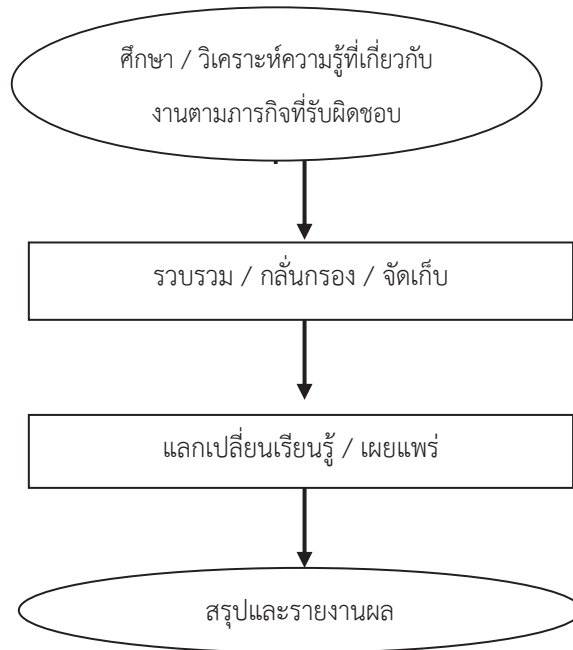 ศึกษา / วิเคราะห์ความรู้ที่เกี่ยวกับ
งานตามภารกิจที่รับผิดชอบ
รวบรวม / กลั่นกรอง / จัดเก็บ
แลกเปลี่ยนเรียนรู้ / เผยแพร่
สรุปและรายงานผล